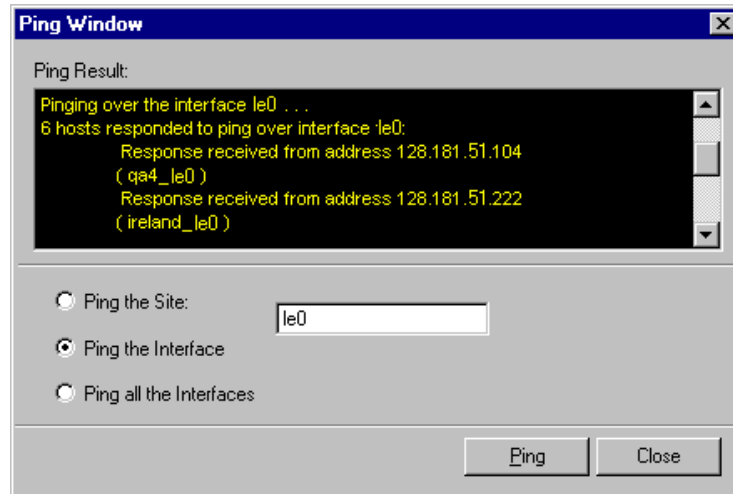 Ping Window
Ping Result:
Pinging over the interface le0 . . .
6 hosts responded to ping over interface le0:
Response received from address 128.181.51.104
( qa4_le0 )
Response received from address 128.181.51.222
( ireland_le0 )
Ping the Site:
le0
Ping the Interface
Ping all the Interfaces
Ping
Close